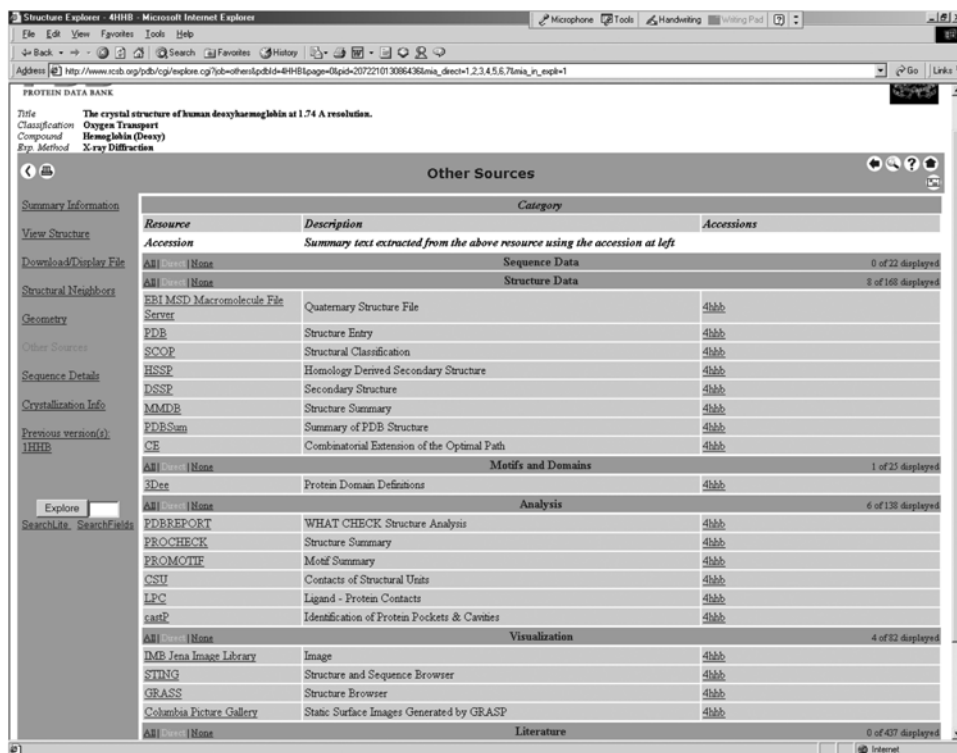 Structure Explorer - 4HHB - Microsoft Internet Explorer
Microphone Tools Handwriting Writing Pad
File Edit View Favorites Tools Help
Back Search Favorites History
Address http://www.rcsb.org/pdb/cgi/explore.cgi?job=others&pdbId=4HHB&page=0&pid=207221013086436&mia_direct=1,2,3,4,5,6,7&mia_in_expl=1 Go Links
PROTEIN DATA BANK
Title The crystal structure of human deoxyhaemoglobin at 1.74 A resolution.
Classification Oxygen Transport
Compound Hemoglobin (Deoxy)
Exp. Method X-ray Diffraction
Other Sources
Summary Information
View Structure
Download/Display File
Structural Neighbors
Geometry
Other Sources
Sequence Details
Crystallization Info
Previous version(s):
1HHB
Explore
SearchLite SearchFields
Category
Resource Description Accessions
Accession Summary text extracted from the above resource using the accession at left
All | Direct | None Sequence Data 0 of 22 displayed
All | Direct | None Structure Data 8 of 168 displayed
EBI MSD Macromolecule File
Server Quaternary Structure File 4hhb
PDB Structure Entry 4hhb
SCOP Structural Classification 4hhb
HSSP Homology Derived Secondary Structure 4hhb
DSSP Secondary Structure 4hhb
MMDB Structure Summary 4hhb
PDBSum Summary of PDB Structure 4hhb
CE Combinatorial Extension of the Optimal Path 4hhb
All | Direct | None Motifs and Domains 1 of 25 displayed
3Dee Protein Domain Definitions 4hhb
All | Direct | None Analysis 6 of 138 displayed
PDBREPORT WHAT CHECK Structure Analysis 4hhb
PROCHECK Structure Summary 4hhb
PROMOTIF Motif Summary 4hhb
CSU Contacts of Structural Units 4hhb
LPC Ligand - Protein Contacts 4hhb
castP Identification of Protein Pockets & Cavities 4hhb
All | Direct | None Visualization 4 of 82 displayed
IMB Jena Image Library Image 4hhb
STING Structure and Sequence Browser 4hhb
GRASS Structure Browser 4hhb
Columbia Picture Gallery Static Surface Images Generated by GRASP 4hhb
All | Direct | None Literature 0 of 437 displayed
Internet